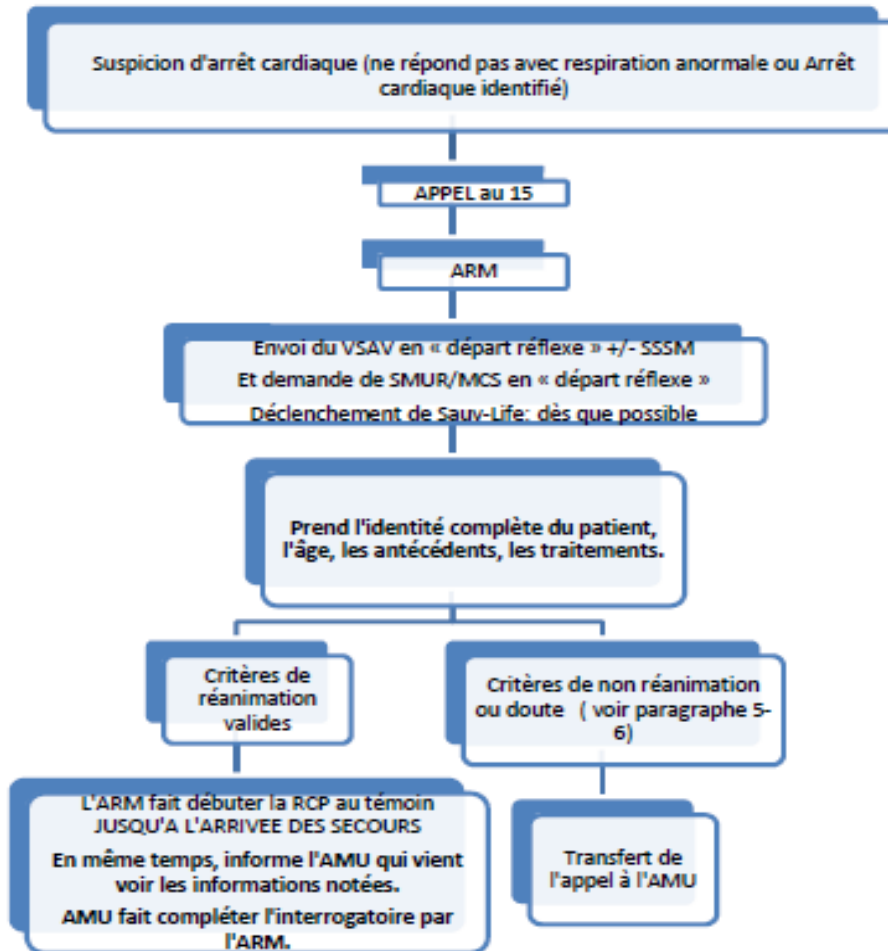 Suspicion d'arrêt cardiaque (ne répond pas avec respiration anormale ou Arrêt
cardiaque identifié)
APPEL au 15
ARM
Envoi du VSAV en « départ réflexe » +/- SSSM
Et demande de SMUR/MCS en « départ réflexe »
Déclenchement de Sauv-Life: dès que possible
Prend l'identité complète du patient,
l'âge, les antécédents, les traitements.
Critères de
réanimation
valides
Critères de non réanimation
ou doute ( voir paragraphe 5-
6)
L'ARM fait débuter la RCP au témoin
JUSQU'A L'ARRIVEE DES SECOURS
En même temps, informe l'AMU qui vient
voir les informations notées.
AMU fait compléter l'interrogatoire par
l'ARM.
Transfert de
l'appel à l'AMU